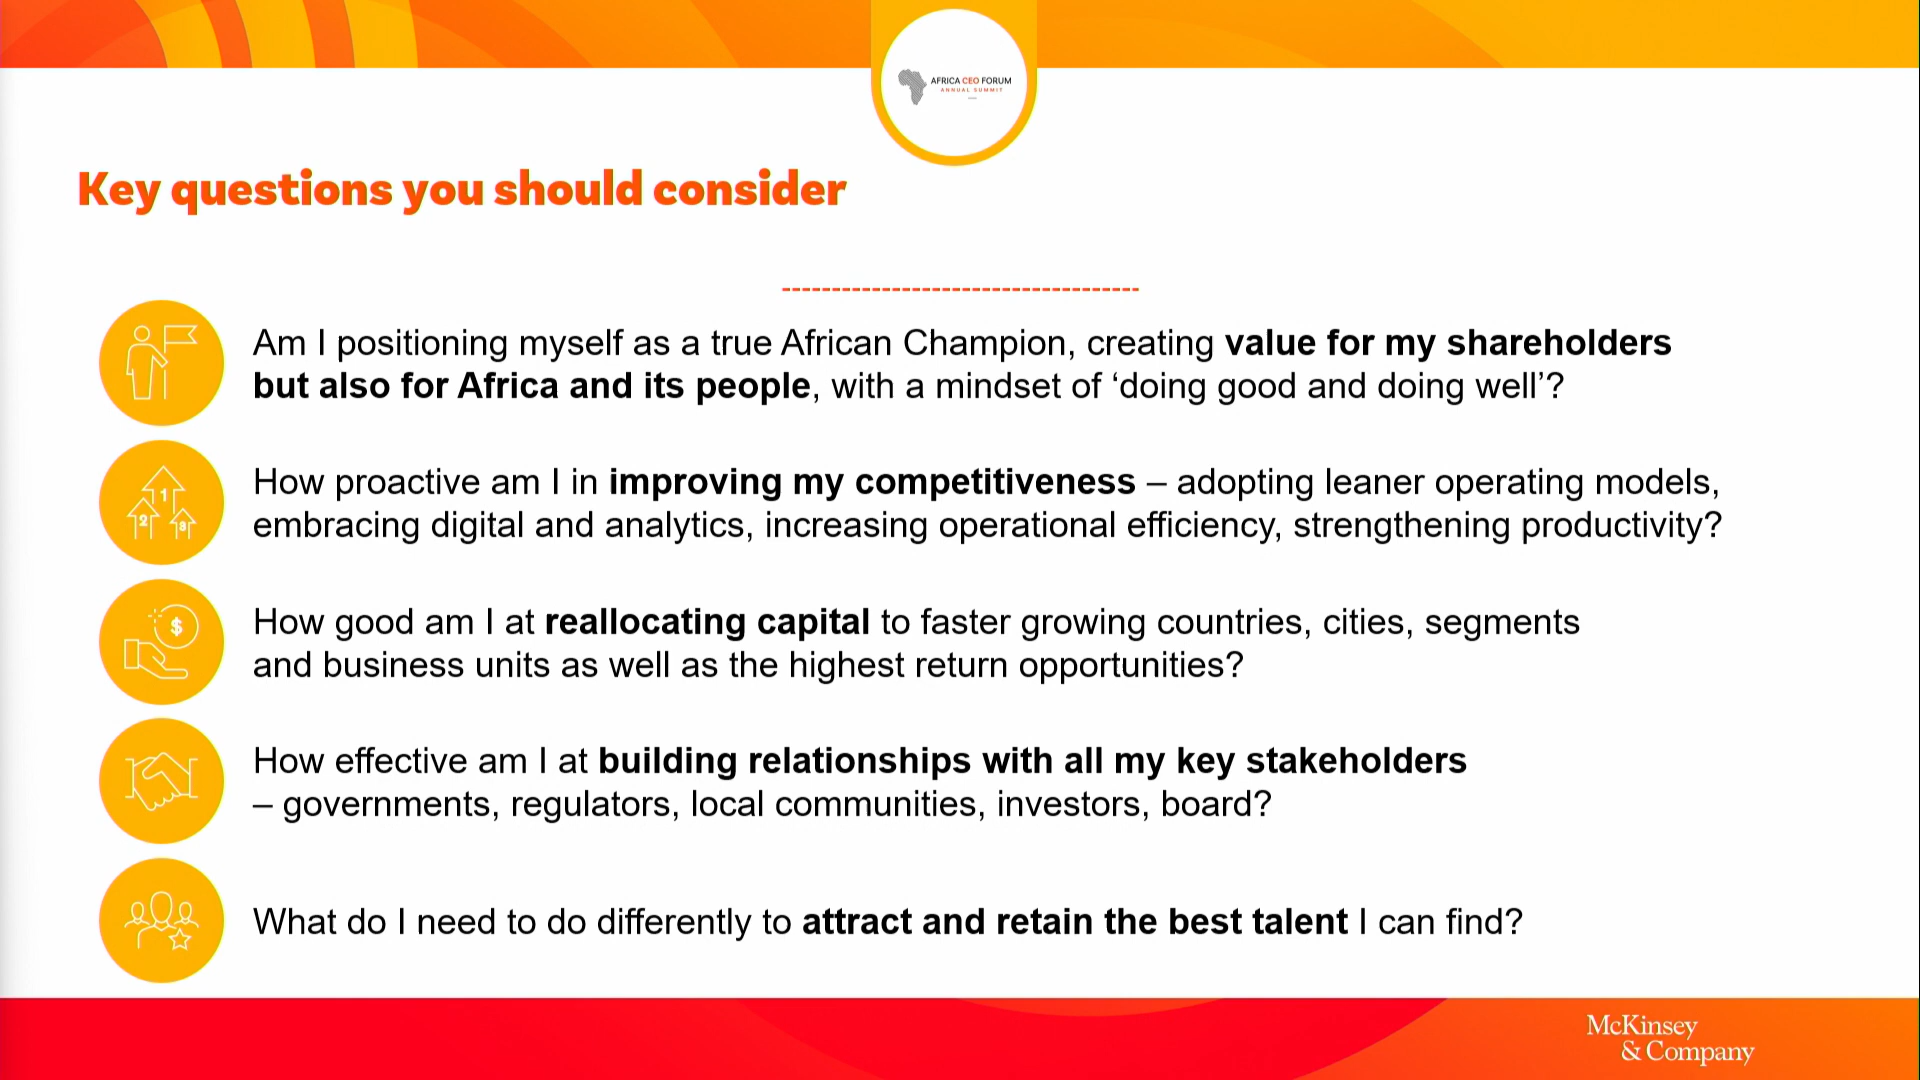 AFRICA CEO FORUM
ANNUAL SUMMIT
Key questions you should consider
Am I positioning myself as a true African Champion, creating value for my shareholders
but also for Africa and its people, with a mindset of ‘doing good and doing well’?
1
2
3
How proactive am I in improving my competitiveness – adopting leaner operating models,
embracing digital and analytics, increasing operational efficiency, strengthening productivity?
$
How good am I at reallocating capital to faster growing countries, cities, segments
and business units as well as the highest return opportunities?
How effective am I at building relationships with all my key stakeholders
– governments, regulators, local communities, investors, board?
What do I need to do differently to attract and retain the best talent I can find?
McKinsey
& Company